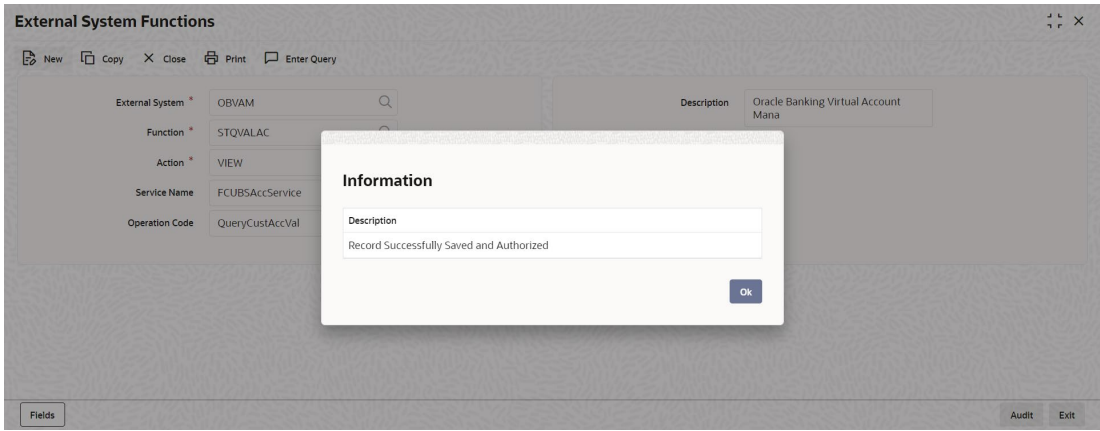 External System Functions
New Copy Close Print Enter Query
External System * OBVAM
Description Oracle Banking Virtual Account
Mana
Function * STQVALAC
Action * VIEW
Service Name FCUBSAccService
Operation Code QueryCustAccVal
Information
Description
Record Successfully Saved and Authorized
Ok
Fields Audit Exit